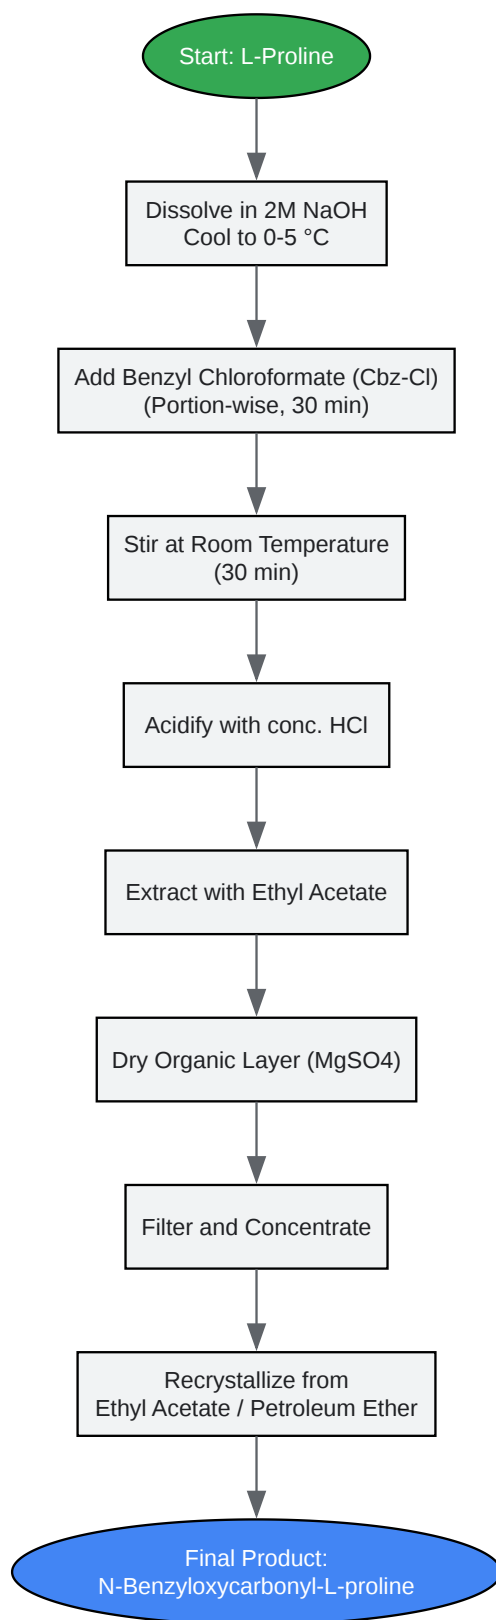 Start: L-Proline
Dissolve in 2M NaOH
Cool to 0-5 °C
Add Benzyl Chloroformate (Cbz-Cl)
(Portion-wise, 30 min)
Stir at Room Temperature
(30 min)
Acidify with conc. HCl
Extract with Ethyl Acetate
Dry Organic Layer (MgSO4)
Filter and Concentrate
Recrystallize from
Ethyl Acetate / Petroleum Ether
Final Product:
N-Benzyloxycarbonyl-L-proline